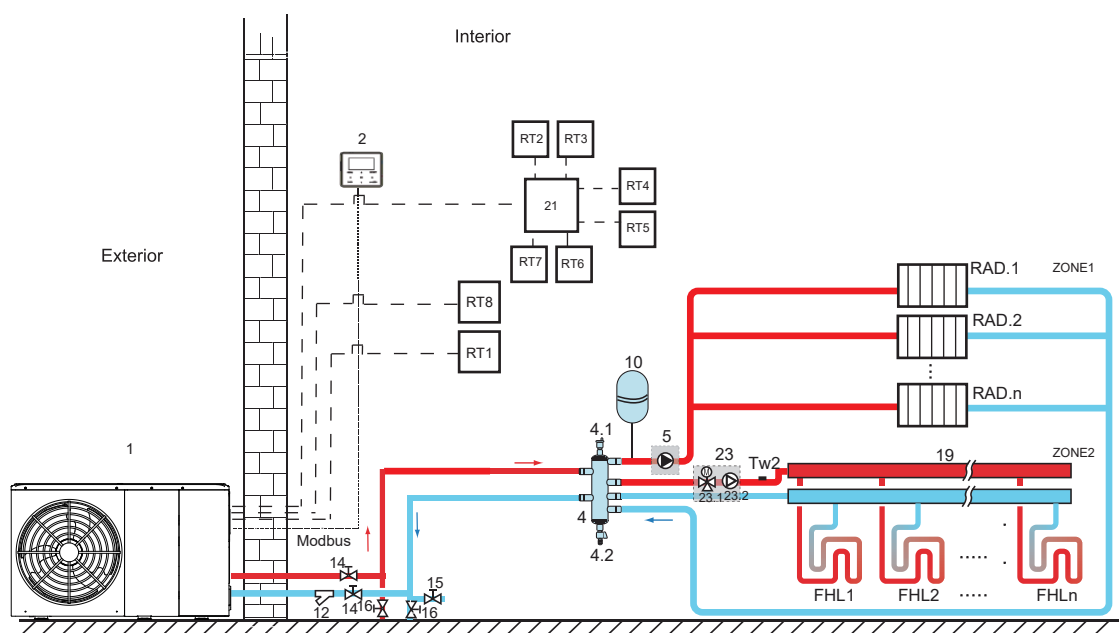 Interior
2
RT2
RT3
21
RT4
RT5
RT7
RT6
Exterior
RT8
RT1
RAD.1
ZONE1
RAD.2
RAD.n
10
4.1
5
23
Tw2
19
ZONE2
23.1
23.2
4
4.2
1
Modbus
14
12
14
16
16
15
FHL1
FHL2
FHLn